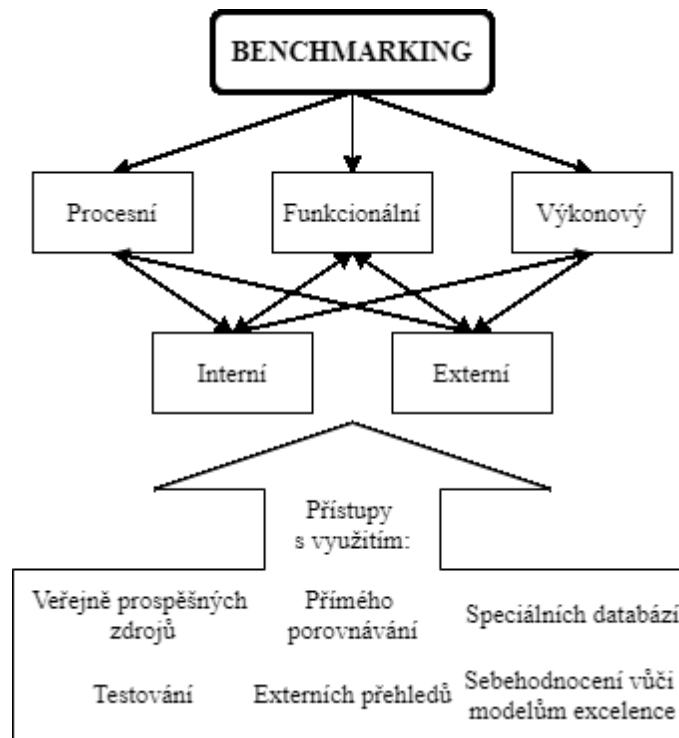 BENCHMARKING
Procesní
Funkcionální
Výkonový
Interní
Externí
Přístupy
s využitím:
Veřejně prospěšných
zdrojů
Přímého
porovnávání
Speciálních databází
Testování
Externích přehledů
Sebehodnocení vůči
modelům excelence